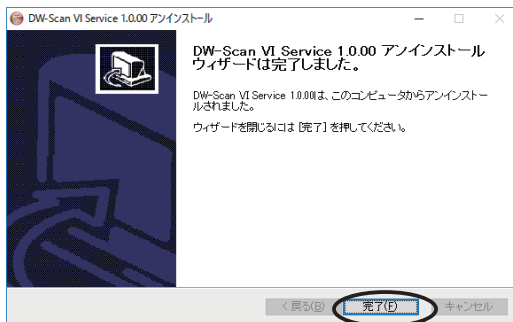 DW-Scan VI Service 1.0.00 アンインストール
DW-Scan VI Service 1.0.00 アンインストール
ウィザードは完了しました。
DW-Scan VI Service 1.0.00は、このコンピュータからアンインストー
ルされました。
ウィザードを閉じるには [完了] を押してください。
< 戻る(B)
完了(F)
キャンセル